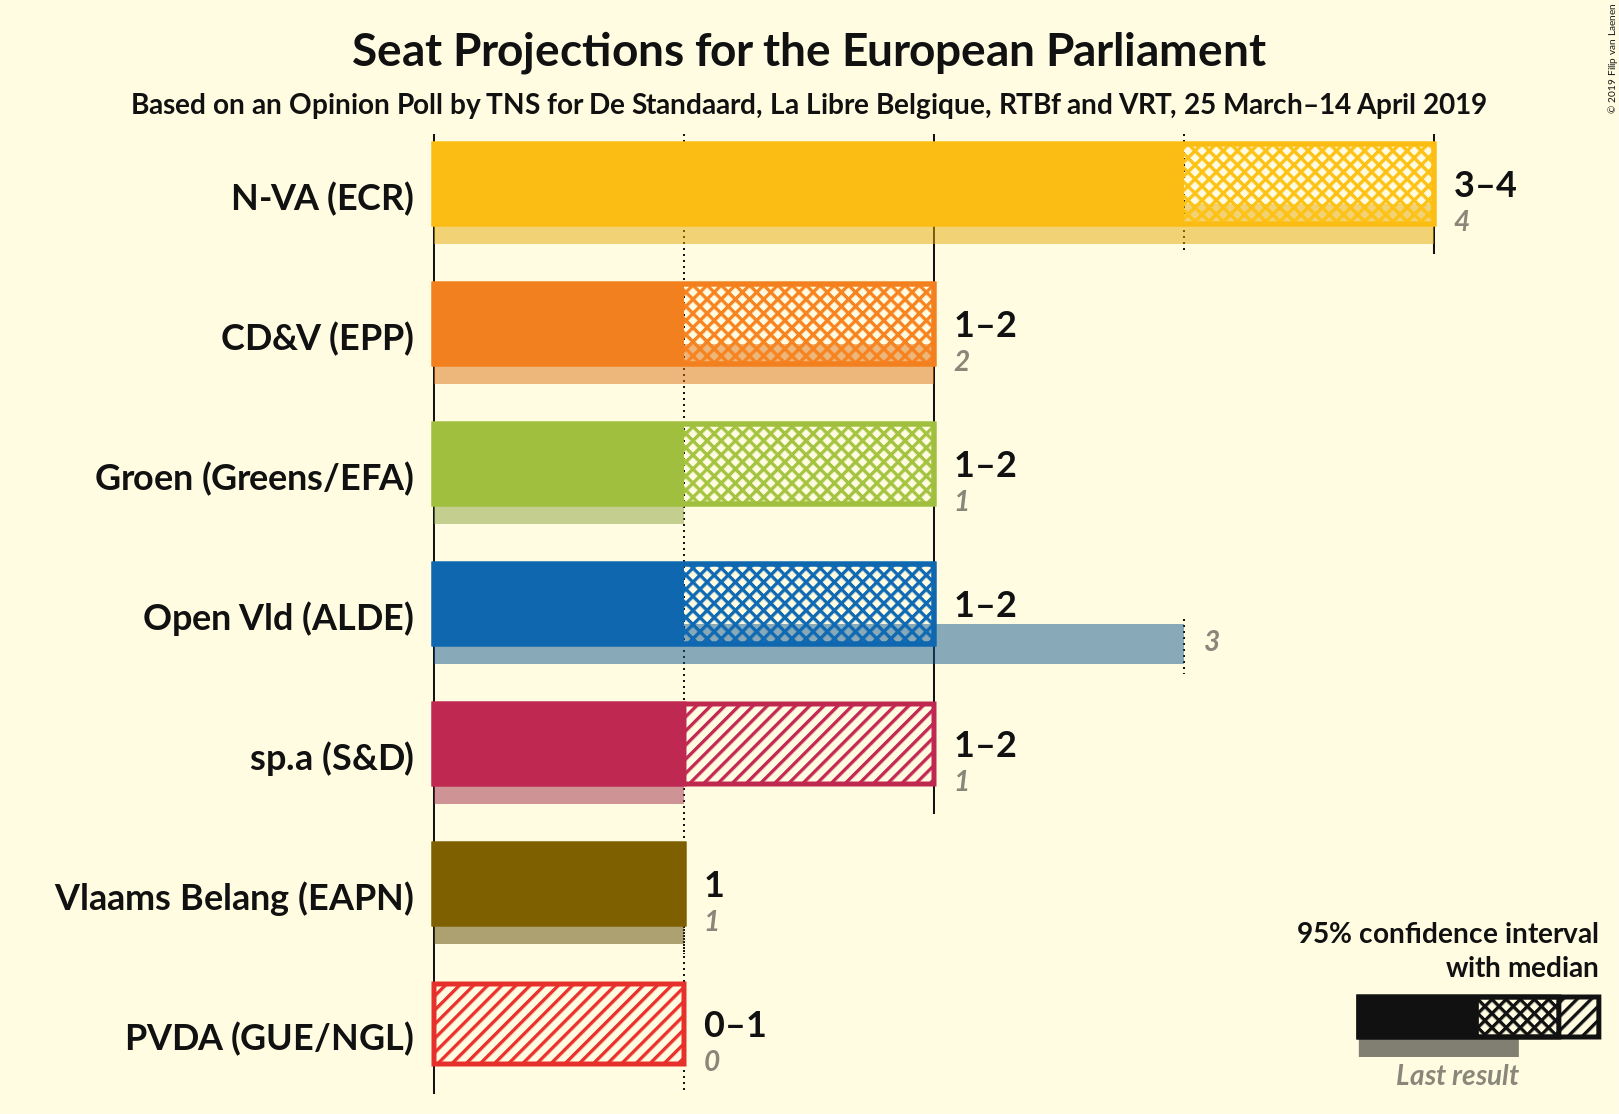 Seat Projections for the European Parliament
Based on an Opinion Poll by TNS for De Standaard, La Libre Belgique, RTBf and VRT, 25 March–14 April 2019
© 2019 Filip van Laenen
N-VA (ECR)
3–4
4
CD&V (EPP)
1–2
2
Groen (Greens/EFA)
1–2
1
Open Vld (ALDE)
1–2
3
sp.a (S&D)
1–2
1
Vlaams Belang (EAPN)
1
1
PVDA (GUE/NGL)
0–1
0
95% confidence interval
with median
Last result